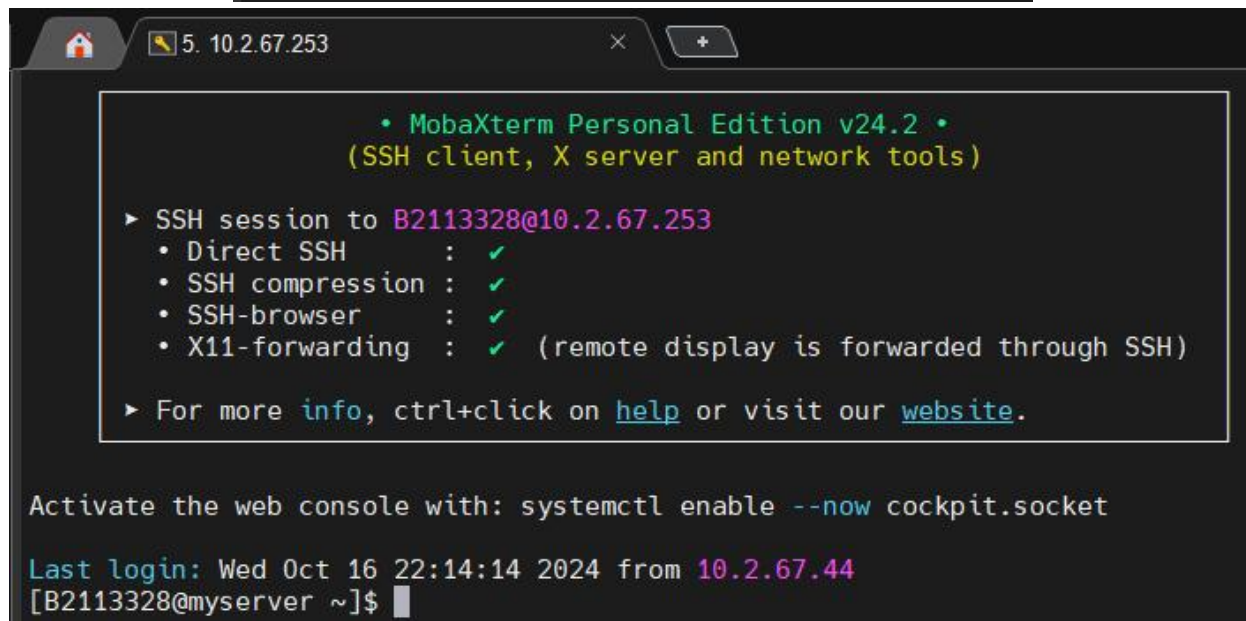 5. 10.2.67.253
• MobaXterm Personal Edition v24.2 •
(SSH client, X server and network tools)
➤ SSH session to B2113328@10.2.67.253
• Direct SSH : ✔
• SSH compression : ✔
• SSH-browser : ✔
• X11-forwarding : ✔ (remote display is forwarded through SSH)
➤ For more info, ctrl+click on help or visit our website.
Activate the web console with: systemctl enable --now cockpit.socket
Last login: Wed Oct 16 22:14:14 2024 from 10.2.67.44
[B2113328@myserver ~]$